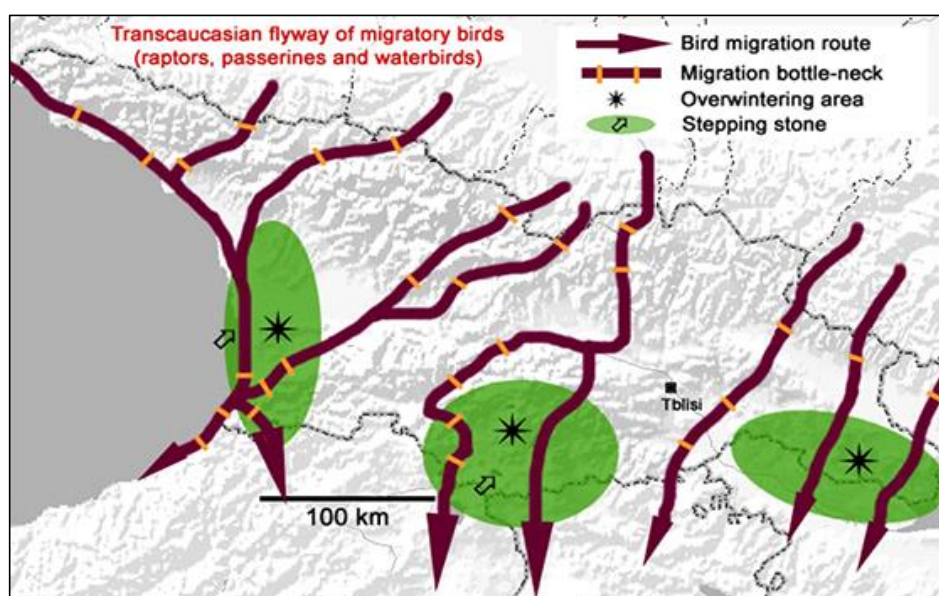 Transcaucasian flyway of migratory birds
(raptors, passerines and waterbirds)
Bird migration route
Migration bottle-neck
Overwintering area
Stepping stone
Tblisi
100 km